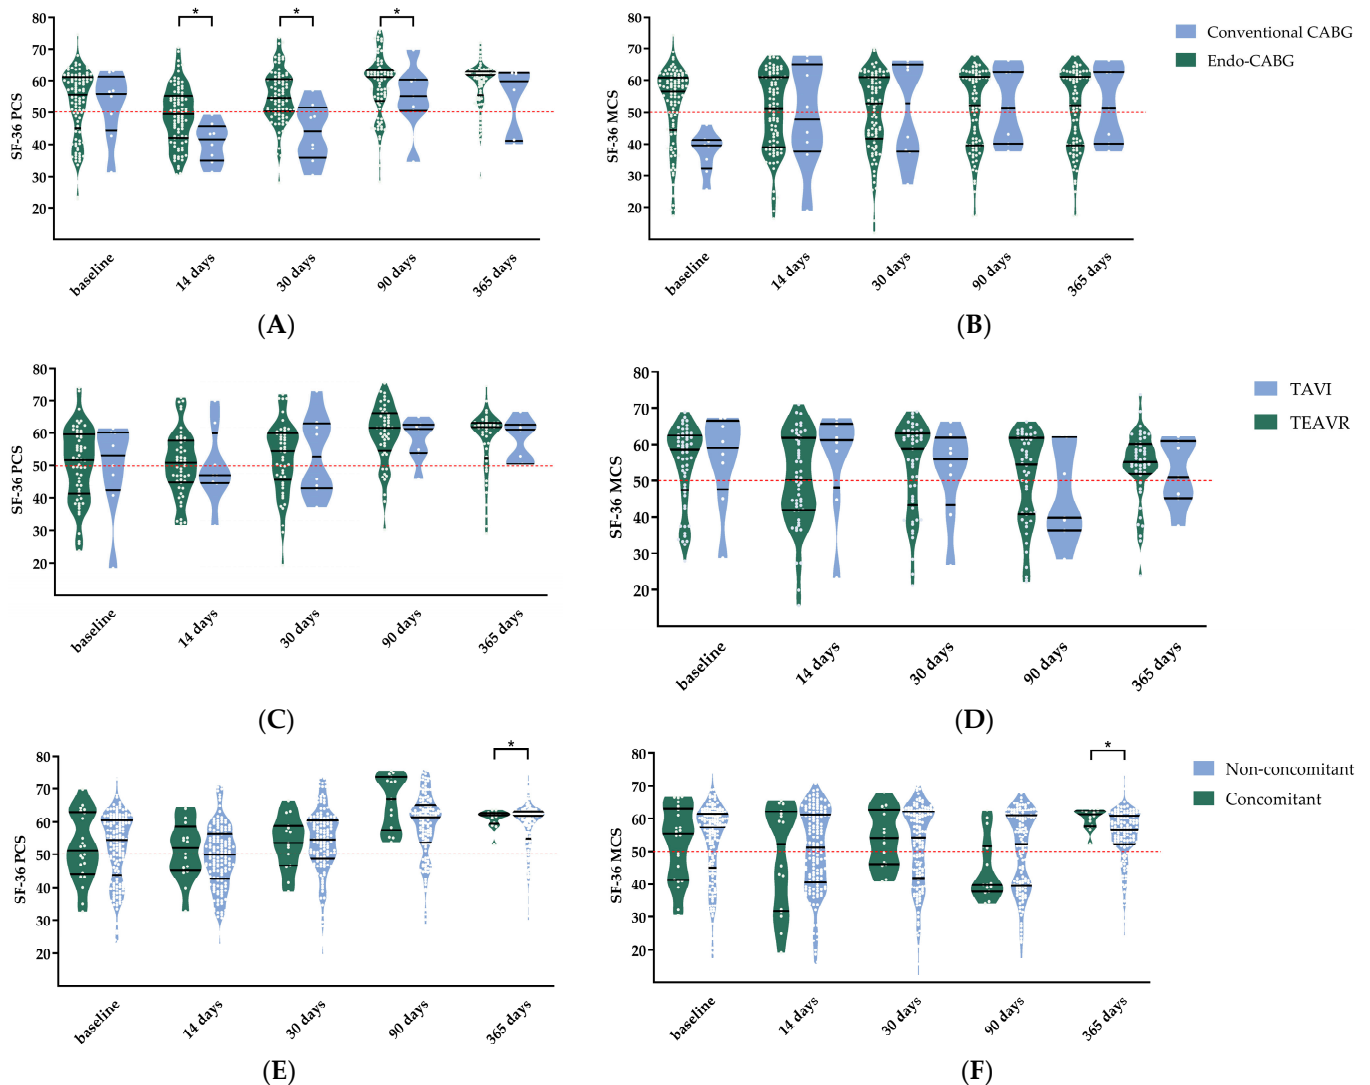 80
70
60
50
40
30
20
SF-36 PCS
* * *
baseline
14 days
30 days
90 days
365 days
(A)
80
70
60
50
40
30
20
SF-36 MCS
baseline
14 days
30 days
90 days
365 days
(B)
Conventional CABG
Endo-CABG
80
70
60
50
40
30
20
SF-36 PCS
baseline
14 days
30 days
90 days
365 days
(C)
80
70
60
50
40
30
20
SF-36 MCS
baseline
14 days
30 days
90 days
365 days
(D)
TAVI
TEAVR
80
70
60
50
40
30
20
SF-36 PCS
*
baseline
14 days
30 days
90 days
365 days
(E)
80
70
60
50
40
30
20
SF-36 MCS
*
baseline
14 days
30 days
90 days
365 days
(F)
Non-concomitant
Concomitant